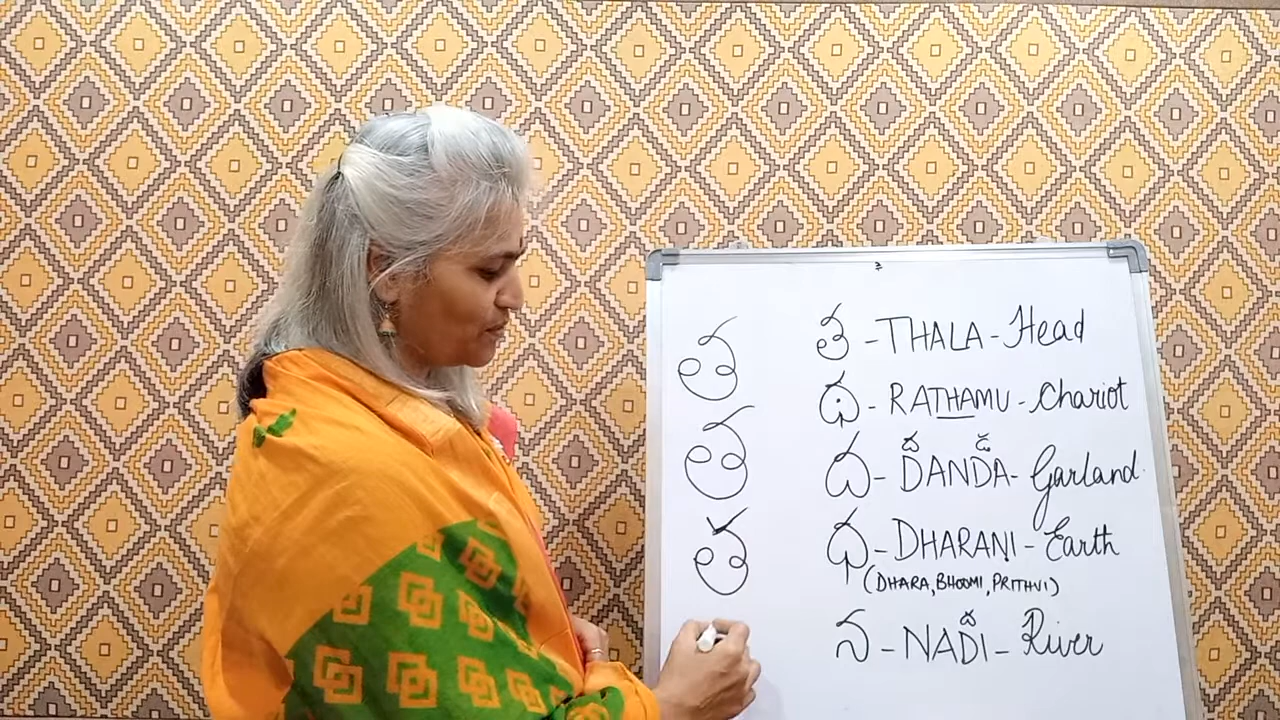 త - THALA - Head
థ - RATHAMU - Chariot
ద డ
ద - DANDA - Garland.
త
ధ - DHARANI - Earth
(DHARA, BHOOMI, PRITHVI)
ద
న - NADI - River